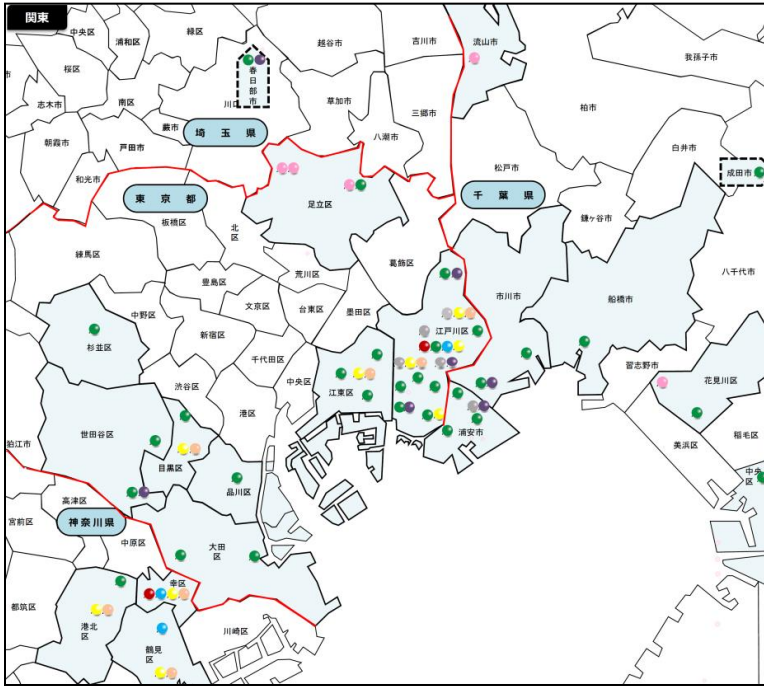 関東
中央区
浦和区
緑区
越谷市
吉川市
流山市
我孫子市
桜区
春日部市
川口
志木市
南区
草加市
三郷市
柏市
蕨市
埼玉県
八潮市
朝霞市
戸田市
白井市
和光市
松戸市
成田市
東京都
足立区
千葉県
板橋区
北区
鎌ヶ谷市
練馬区
荒川区
葛飾区
八千代市
豊島区
市川市
船橋市
文京区
台東区
墨田区
中野区
新宿区
江戸川区
杉並区
千代田区
習志野市
渋谷区
中央区
江東区
花見川区
港区
世田谷区
浦安市
稲毛区
狛江市
目黒区
美浜区
品川区
中央区
高津区
宮前区
神奈川県
中原区
大田区
幸区
都筑区
港北区
川崎区
鶴見区